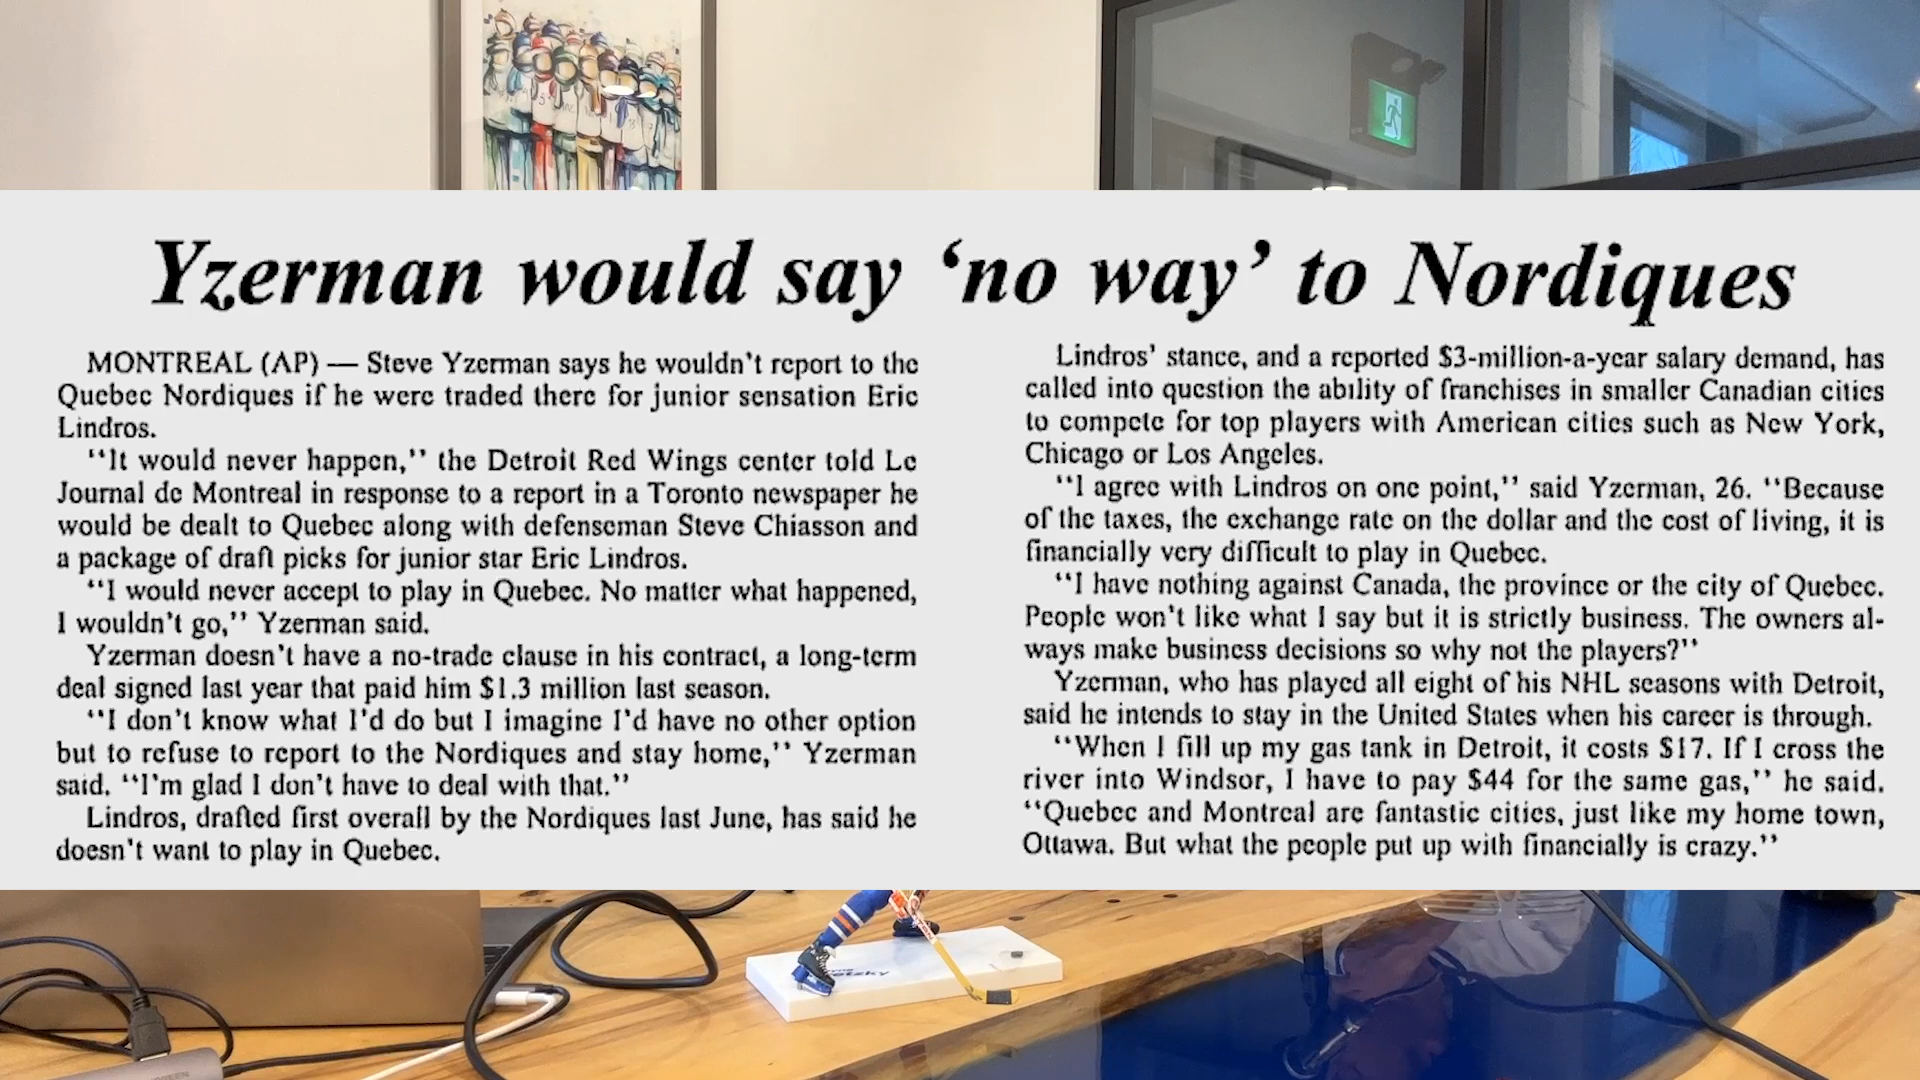 Yzerman would say ‘no way’ to Nordiques
MONTREAL (AP) — Steve Yzerman says he wouldn’t report to the
Quebec Nordiques if he were traded there for junior sensation Eric
Lindros.
‘‘It would never happen,’’ the Detroit Red Wings center told Le
Journal de Montreal in response to a report in a Toronto newspaper he
would be dealt to Quebec along with defenseman Steve Chiasson and
a package of draft picks for junior star Eric Lindros.
‘‘I would never accept to play in Quebec. No matter what happened,
I wouldn’t go,’’ Yzerman said.
Yzerman doesn’t have a no-trade clause in his contract, a long-term
deal signed last year that paid him $1.3 million last season.
‘‘I don’t know what I’d do but I imagine I’d have no other option
but to refuse to report to the Nordiques and stay home,’’ Yzerman
said. ‘‘I’m glad I don’t have to deal with that.’’
Lindros, drafted first overall by the Nordiques last June, has said he
doesn’t want to play in Quebec.
Lindros’ stance, and a reported $3-million-a-year salary demand, has
called into question the ability of franchises in smaller Canadian cities
to compete for top players with American cities such as New York,
Chicago or Los Angeles.
‘‘I agree with Lindros on one point,’’ said Yzerman, 26. ‘‘Because
of the taxes, the exchange rate on the dollar and the cost of living, it is
financially very difficult to play in Quebec.
‘‘I have nothing against Canada, the province or the city of Quebec.
People won’t like what I say but it is strictly business. The owners al-
ways make business decisions so why not the players?’’
Yzerman, who has played all eight of his NHL seasons with Detroit,
said he intends to stay in the United States when his career is through.
‘‘When I fill up my gas tank in Detroit, it costs $17. If I cross the
river into Windsor, I have to pay $44 for the same gas,’’ he said.
‘‘Quebec and Montreal are fantastic cities, just like my home town,
Ottawa. But what the people put up with financially is crazy.’’